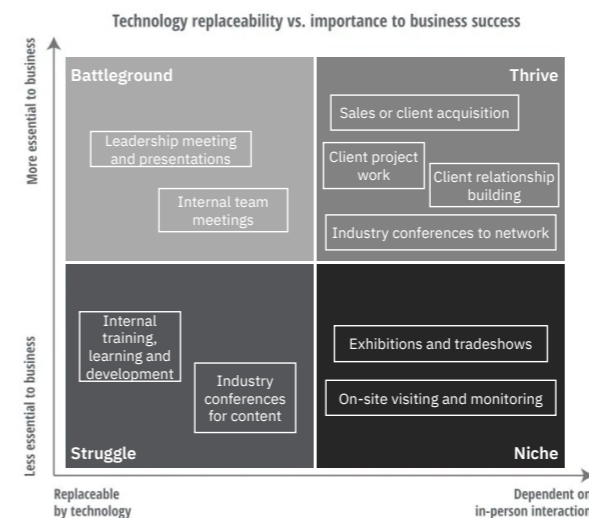 Technology replaceability vs. importance to business success
More essential to business
Less essential to business
Battleground
Leadership meeting
and presentations
Internal team
meetings
Thrive
Sales or client acquisition
Client project
work
Client relationship
building
Industry conferences to network
Internal
training,
learning and
development
Industry
conferences
for content
Struggle
Exhibitions and tradeshows
On-site visiting and monitoring
Niche
Replaceable
by technology
Dependent on
in-person interaction